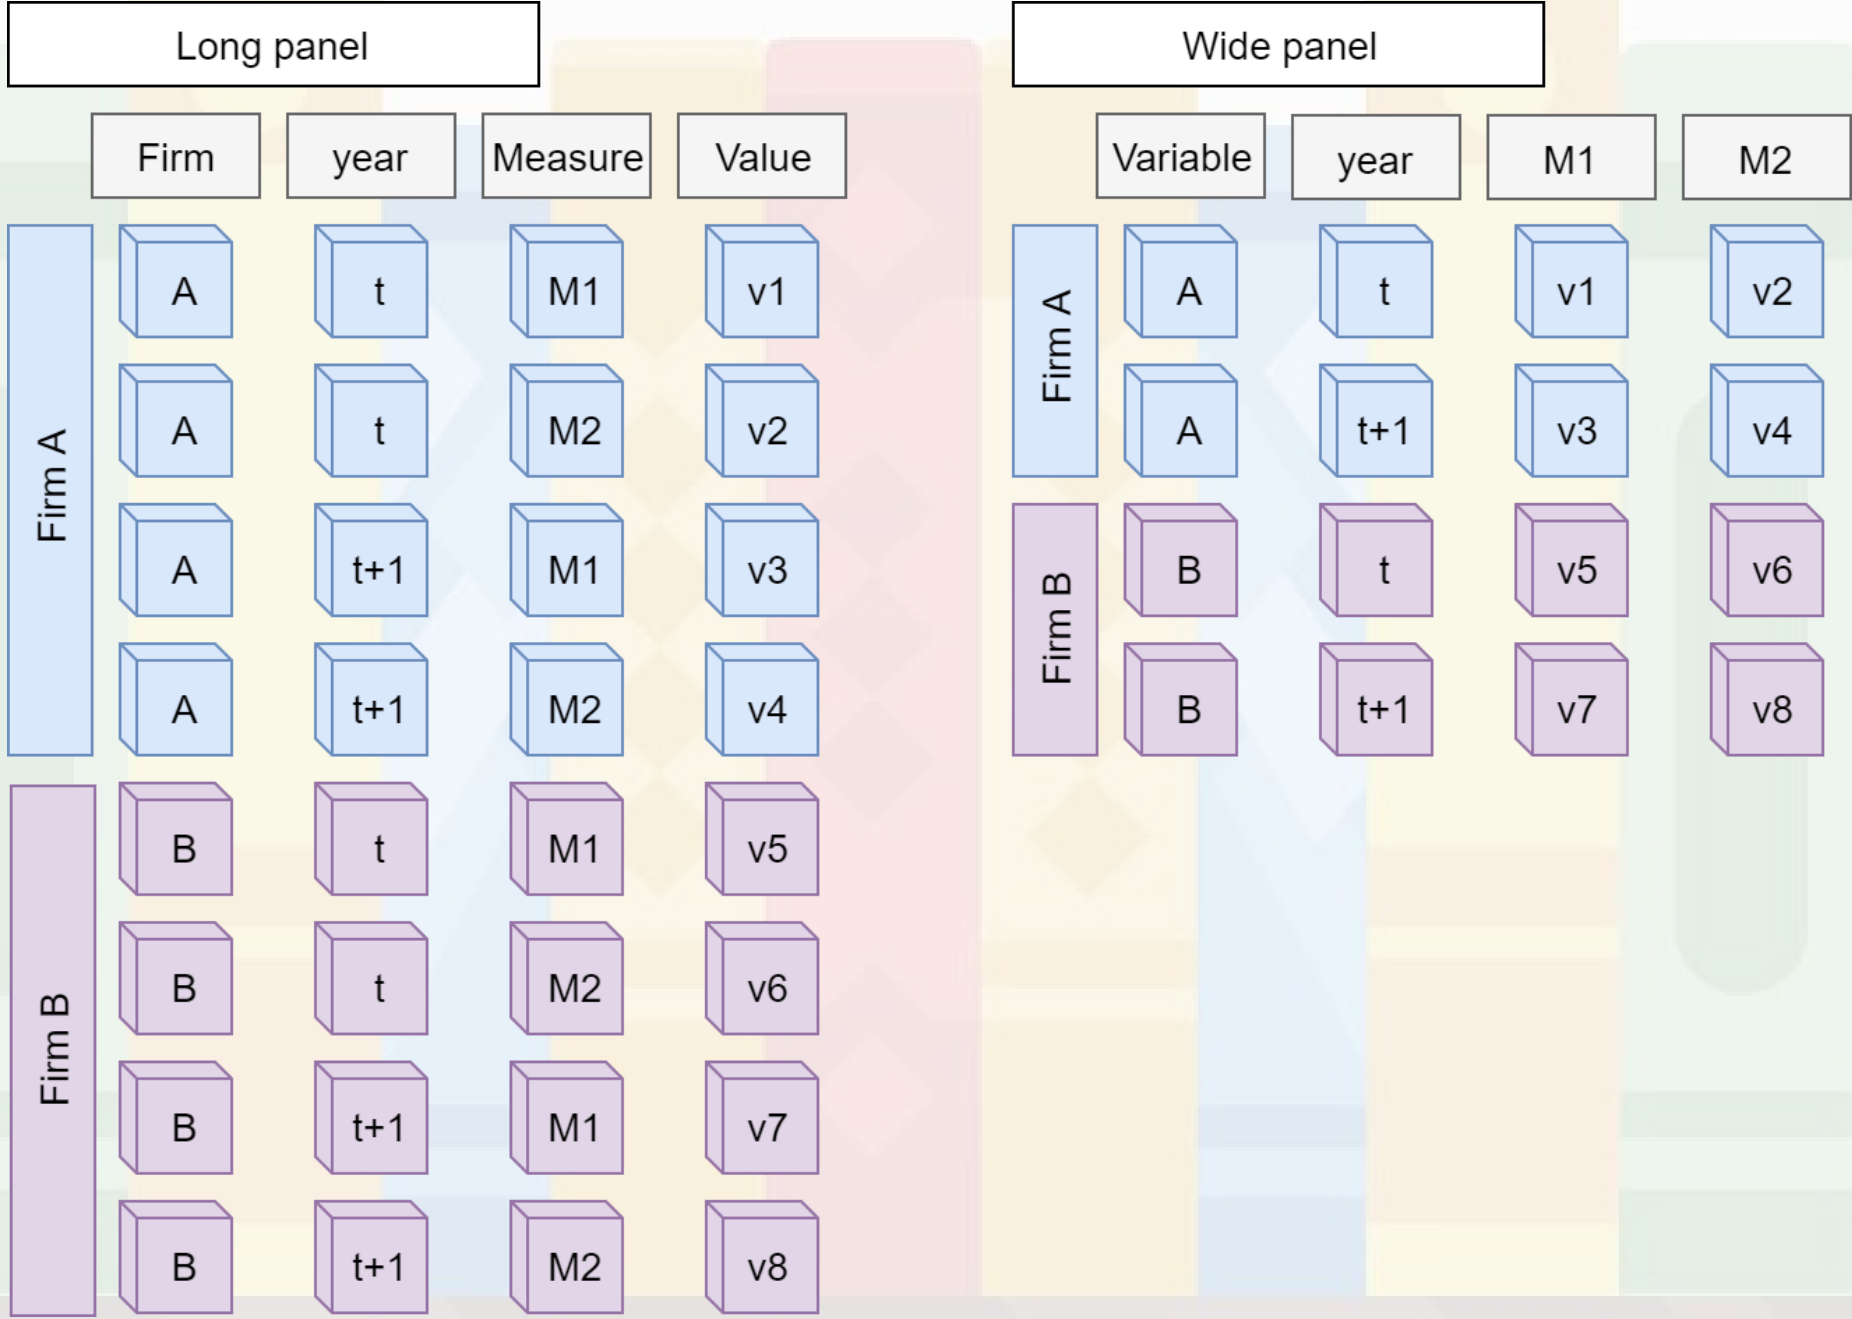 Long panel
Firm year Measure Value
Firm A
A t M1 v1
A t M2 v2
A t+1 M1 v3
A t+1 M2 v4
Firm B
B t M1 v5
B t M2 v6
B t+1 M1 v7
B t+1 M2 v8
Wide panel
Variable year M1 M2
Firm A
A t v1 v2
A t+1 v3 v4
Firm B
B t v5 v6
B t+1 v7 v8